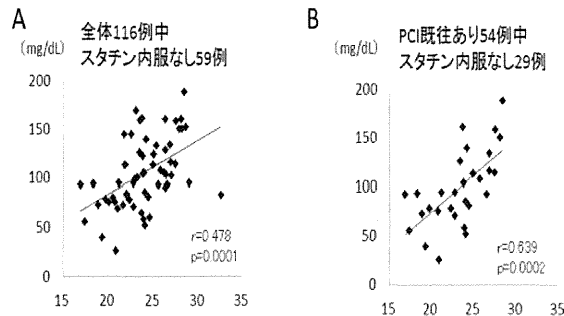 A
全体116例中
スタチン内服なし59例
(mg/dL)
200
150
100
50
0
15
20
25
30
35
r=0.478
p=0.0001
B
PCI既往あり54例中
スタチン内服なし29例
(mg/dL)
200
150
100
50
0
15
20
25
30
35
r=0.639
p=0.0002